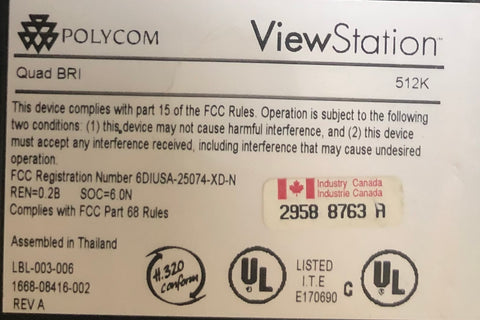 POLYCOM ViewStation™
Quad BRI 512K
This device complies with part 15 of the FCC Rules. Operation is subject to the following
two conditions: (1) this device may not cause harmful interference, and (2) this device
must accept any interference received, including interference that may cause undesired
operation.
FCC Registration Number 6DIUSA-25074-XD-N
REN=0.2B SOC=6.0N
Complies with FCC Part 68 Rules
Industry Canada
Industrie Canada
2958 8763 A
Assembled in Thailand
LBL-003-006
1668-08416-002
REV A
H.320
conform
UL
LISTED
I.T.E
E170690
C UL